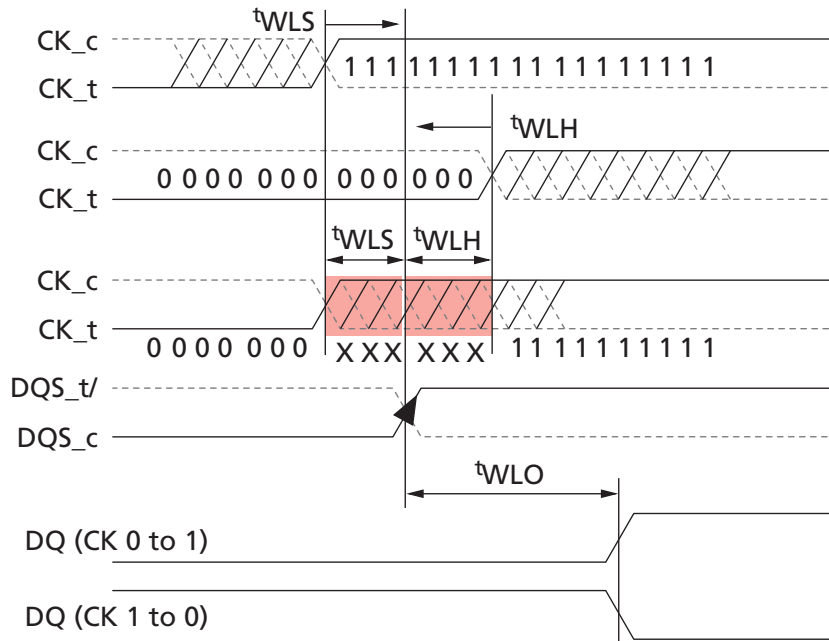 tWLS
CK_c
1 1 1 1 1 1 1 1 1 1 1 1 1 1 1 1 1
CK_t
tWLH
CK_c
0 0 0 0 0 0 0 0 0 0 0 0 0
CK_t
tWLS tWLH
CK_c
CK_t
0 0 0 0 0 0 0 X X X X X X 1 1 1 1 1 1 1 1 1
DQS_t/
DQS_c
tWLO
DQ (CK 0 to 1)
DQ (CK 1 to 0)